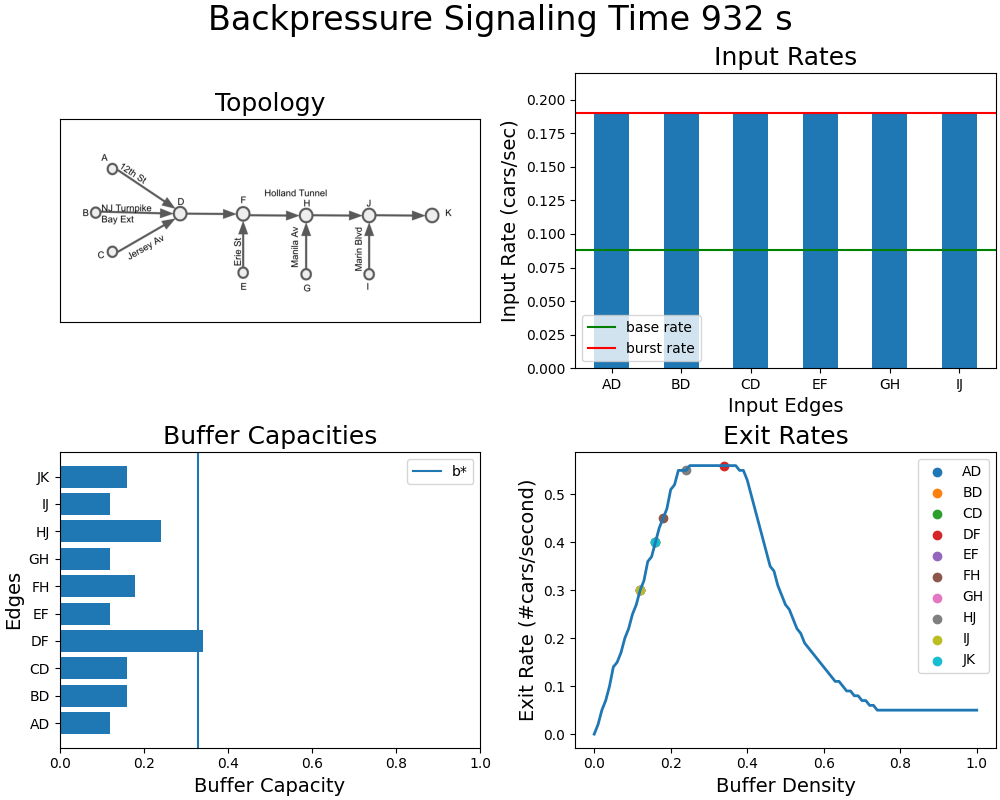 Backpressure Signaling Time 932 s
Topology
A
12th St
B
NJ Turnpike
Bay Ext
C
Jersey Av
D
F
Holland Tunnel
H
J
K
Erie St
Manila Av
Marin Blvd
E
G
I
Input Rates
Input Rate (cars/sec)
0.200
0.175
0.150
0.125
0.100
0.075
0.050
0.025
0.000
base rate
burst rate
AD BD CD EF GH IJ
Input Edges
Buffer Capacities
Edges
b*
JK
IJ
HJ
GH
FH
EF
DF
CD
BD
AD
0.0 0.2 0.4 0.6 0.8 1.0
Buffer Capacity
Exit Rates
Exit Rate (#cars/second)
0.5
0.4
0.3
0.2
0.1
0.0
AD
BD
CD
DF
EF
FH
GH
HJ
IJ
JK
0.0 0.2 0.4 0.6 0.8 1.0
Buffer Density